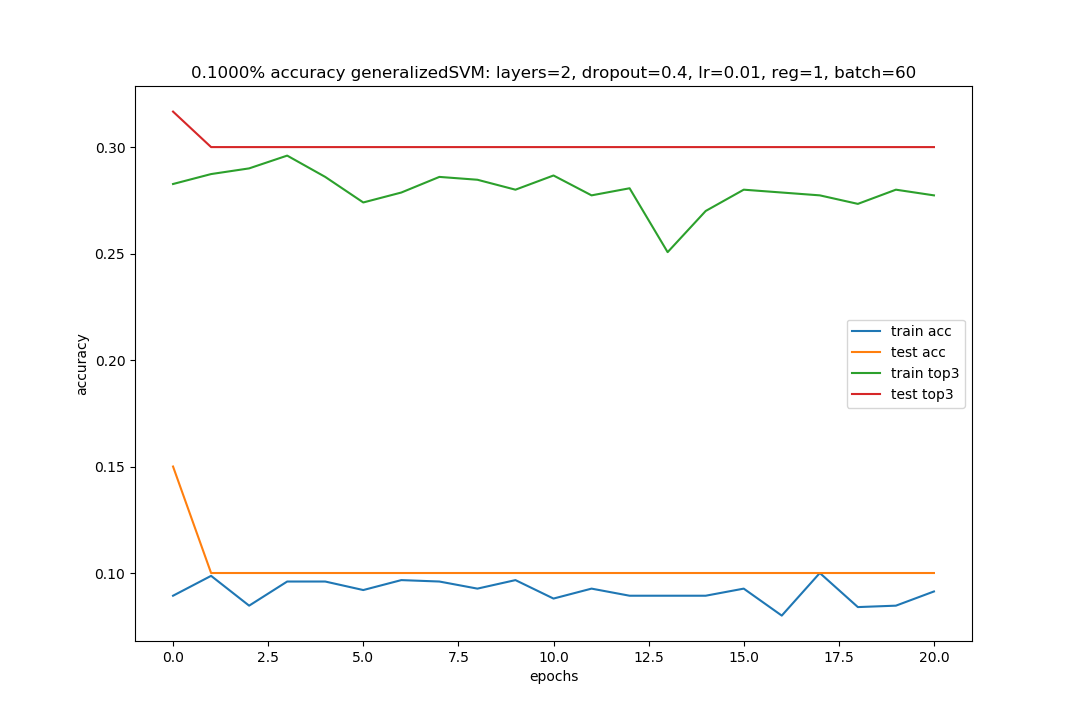 0.1000% accuracy generalizedSVM: layers=2, dropout=0.4, lr=0.01, reg=1, batch=60
accuracy
0.30
0.25
0.20
0.15
0.10
train acc
test acc
train top3
test top3
0.0 2.5 5.0 7.5 10.0 12.5 15.0 17.5 20.0
epochs